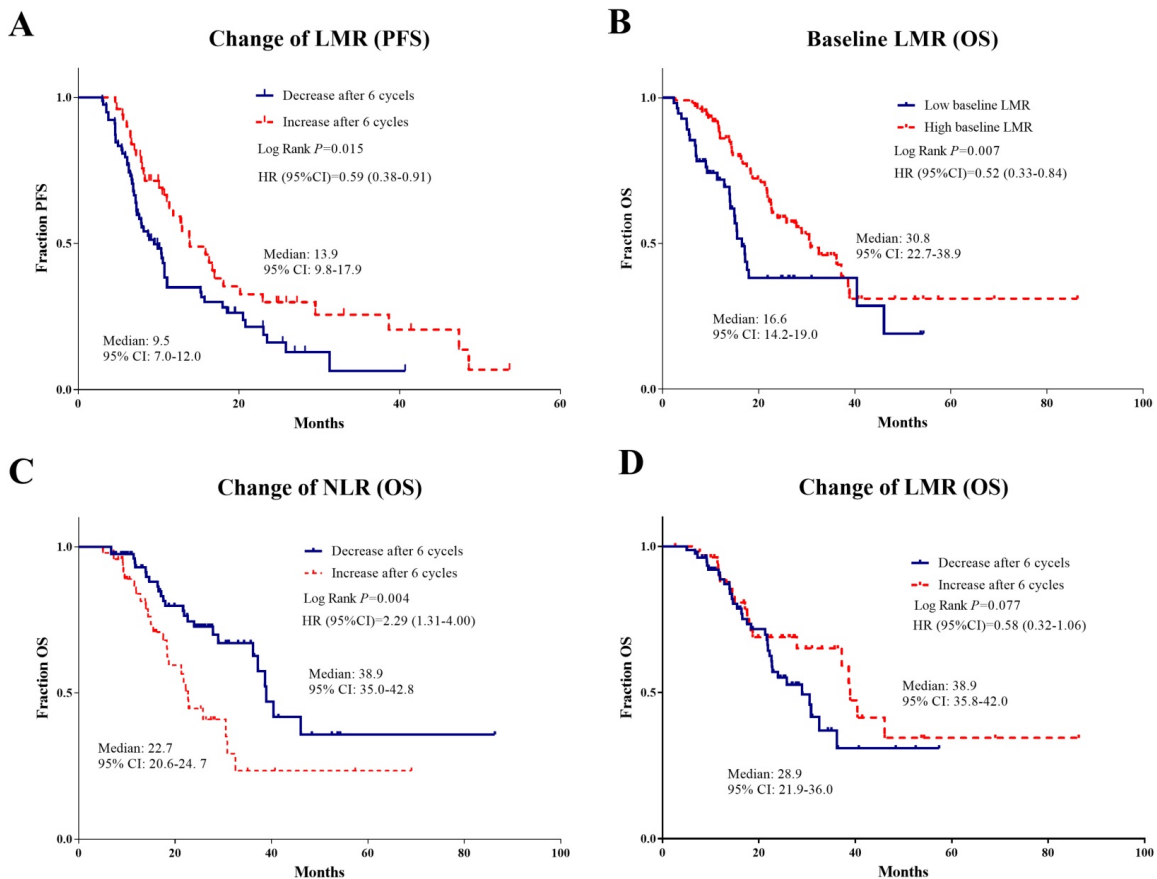 A
Change of LMR (PFS)
Decrease after 6 cycels
Increase after 6 cycles
Log Rank P=0.015
HR (95%CI)=0.59 (0.38-0.91)
Median: 13.9
95% CI: 9.8-17.9
Median: 9.5
95% CI: 7.0-12.0
Fraction PFS
1.0
0.5
0.0
0
20
40
60
Months
B
Baseline LMR (OS)
Low baseline LMR
High baseline LMR
Log Rank P=0.007
HR (95%CI)=0.52 (0.33-0.84)
Median: 30.8
95% CI: 22.7-38.9
Median: 16.6
95% CI: 14.2-19.0
Fraction OS
1.0
0.5
0.0
0
20
40
60
80
100
Months
C
Change of NLR (OS)
Decrease after 6 cycels
Increase after 6 cycles
Log Rank P=0.004
HR (95%CI)=2.29 (1.31-4.00)
Median: 38.9
95% CI: 35.0-42.8
Median: 22.7
95% CI: 20.6-24. 7
Fraction OS
1.0
0.5
0.0
0
20
40
60
80
100
Months
D
Change of LMR (OS)
Decrease after 6 cycels
Increase after 6 cycles
Log Rank P=0.077
HR (95%CI)=0.58 (0.32-1.06)
Median: 38.9
95% CI: 35.8-42.0
Median: 28.9
95% CI: 21.9-36.0
Fraction OS
1.0
0.5
0.0
0
20
40
60
80
100
Months